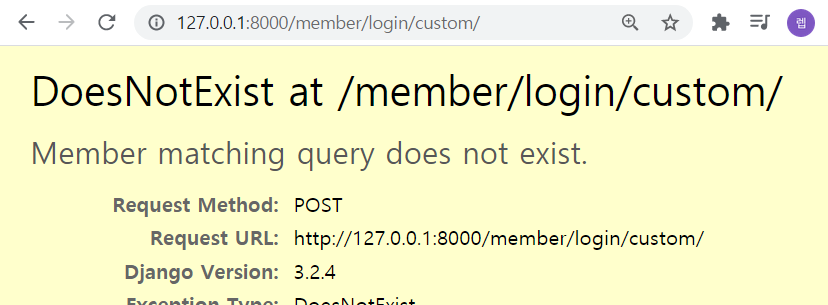 127.0.0.1:8000/member/login/custom/
렙
DoesNotExist at /member/login/custom/
Member matching query does not exist.
Request Method: POST
Request URL: http://127.0.0.1:8000/member/login/custom/
Django Version: 3.2.4
Exception Type: DoesNotExist